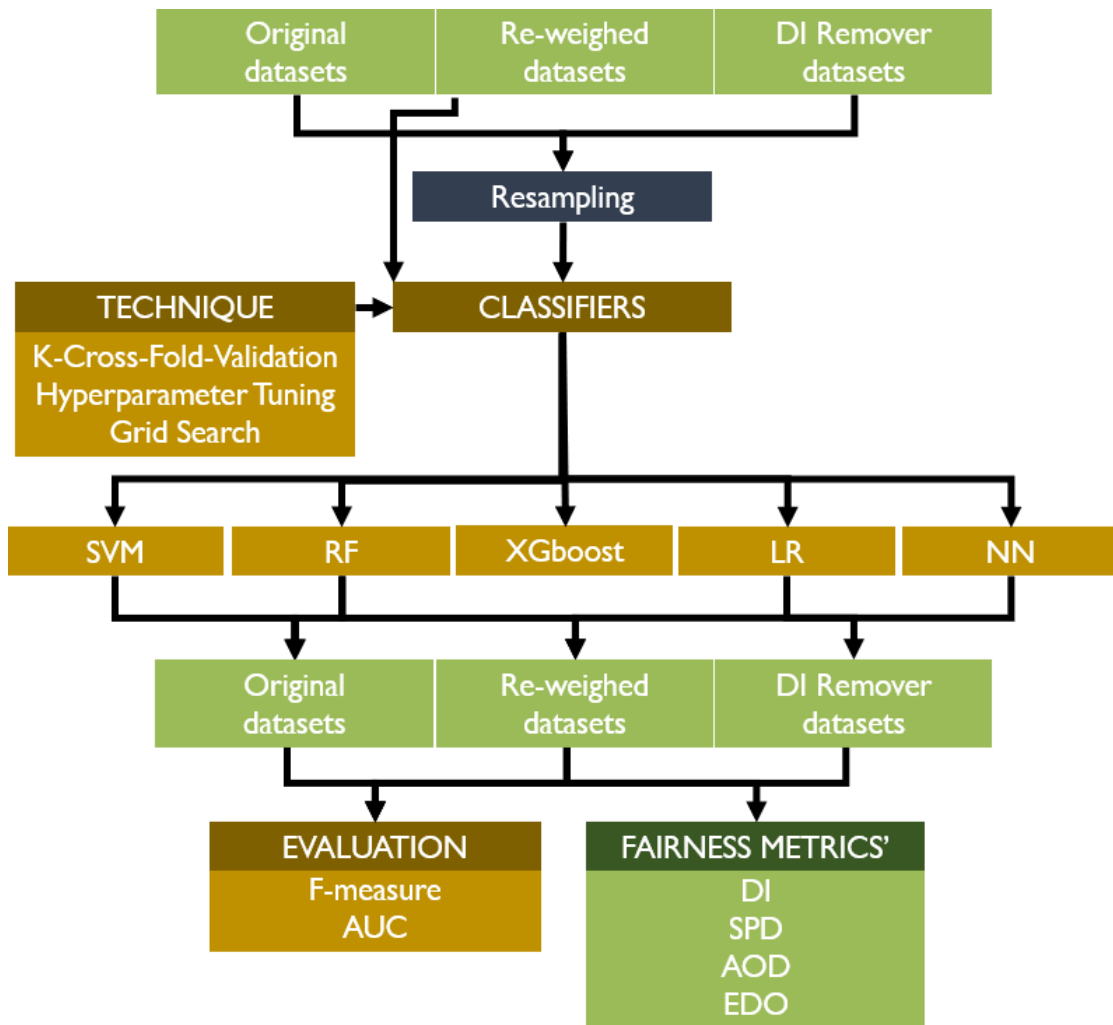 Original
datasets
Re-weighed
datasets
DI Remover
datasets
Resampling
TECHNIQUE
K-Cross-Fold-Validation
Hyperparameter Tuning
Grid Search
CLASSIFIERS
SVM
RF
XGboost
LR
NN
Original
datasets
Re-weighed
datasets
DI Remover
datasets
EVALUATION
F-measure
AUC
FAIRNESS METRICS’
DI
SPD
AOD
EDO